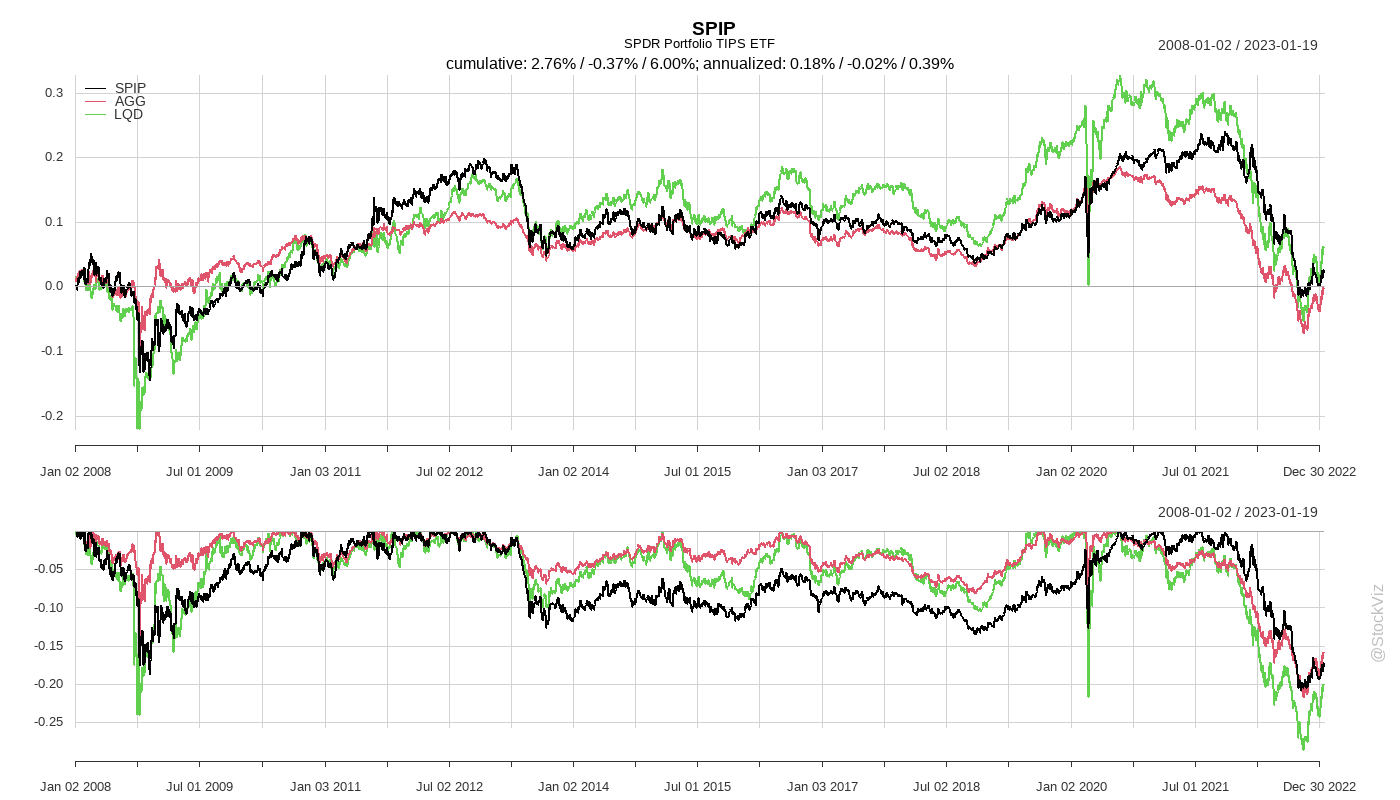 SPIP
SPDR Portfolio TIPS ETF
2008-01-02 / 2023-01-19
cumulative: 2.76% / -0.37% / 6.00%; annualized: 0.18% / -0.02% / 0.39%
SPIP
AGG
LQD
0.3
0.2
0.1
0.0
-0.1
-0.2
Jan 02 2008 Jul 01 2009 Jan 03 2011 Jul 02 2012 Jan 02 2014 Jul 01 2015 Jan 03 2017 Jul 02 2018 Jan 02 2020 Jul 01 2021 Dec 30 2022
2008-01-02 / 2023-01-19
-0.05
-0.10
-0.15
-0.20
-0.25
Jan 02 2008 Jul 01 2009 Jan 03 2011 Jul 02 2012 Jan 02 2014 Jul 01 2015 Jan 03 2017 Jul 02 2018 Jan 02 2020 Jul 01 2021 Dec 30 2022
@StockViz